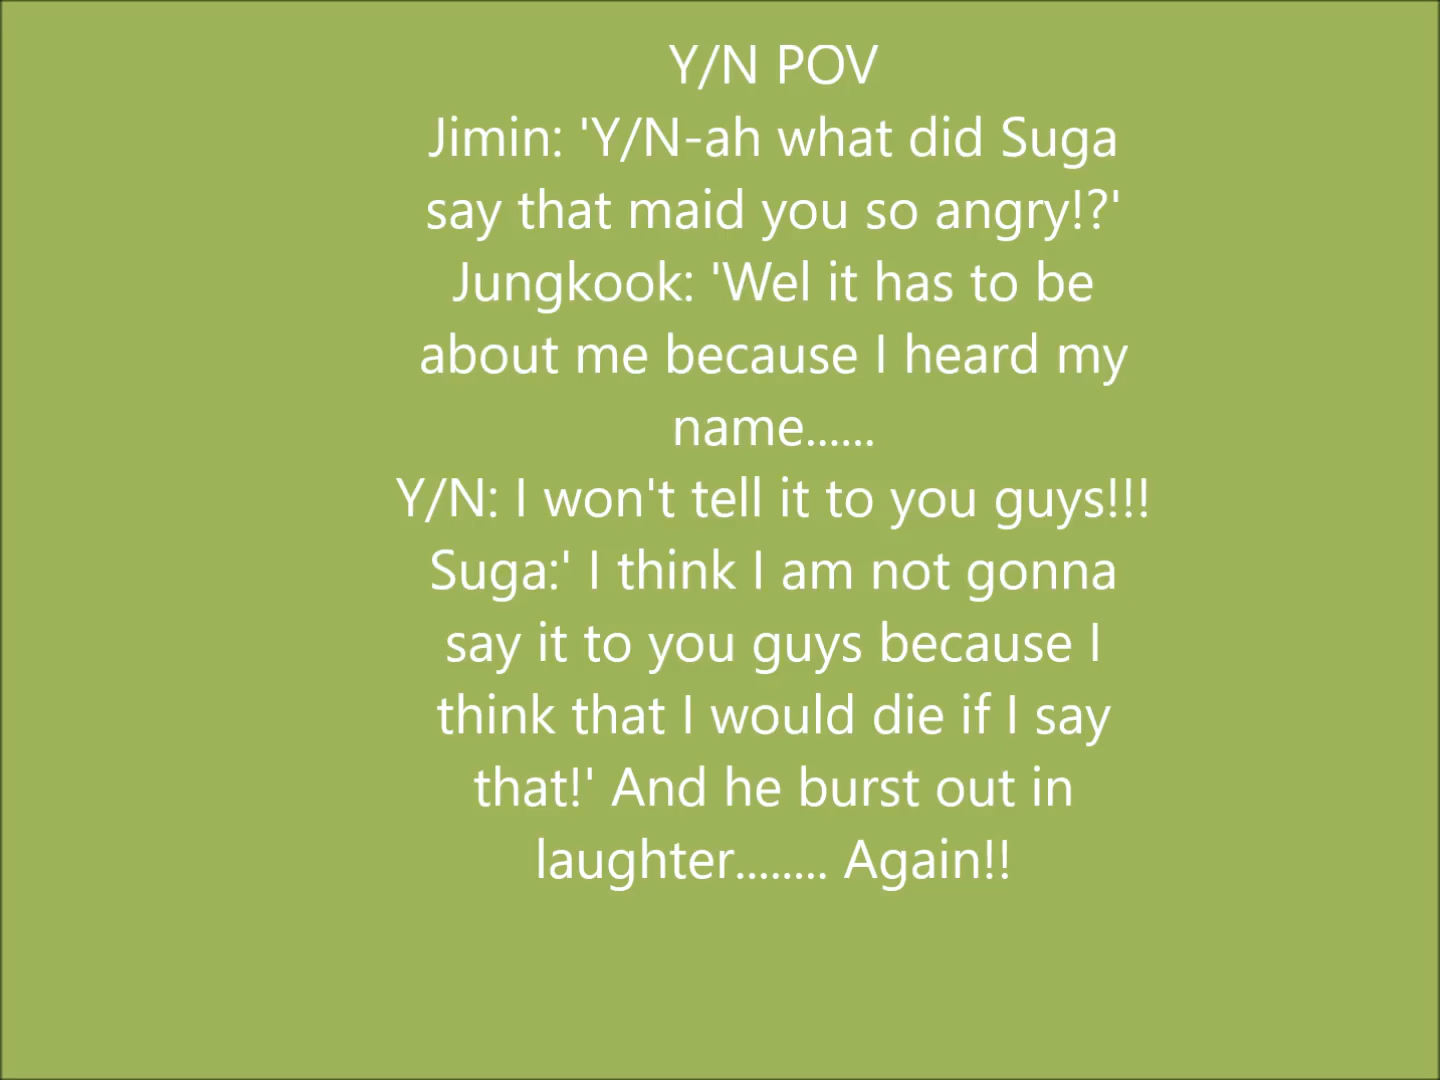 Y/N POV
Jimin: 'Y/N-ah what did Suga
say that maid you so angry!?'
Jungkook: 'Wel it has to be
about me because I heard my
name......
Y/N: I won't tell it to you guys!!!
Suga:' I think I am not gonna
say it to you guys because I
think that I would die if I say
that!' And he burst out in
laughter........ Again!!